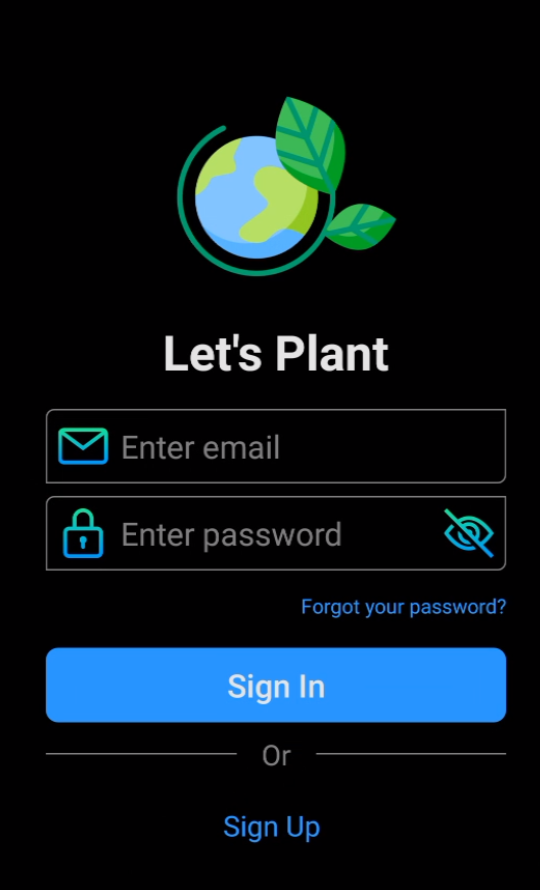 Let's Plant
Enter email
Enter password
Forgot your password?
Sign In
Or
Sign Up